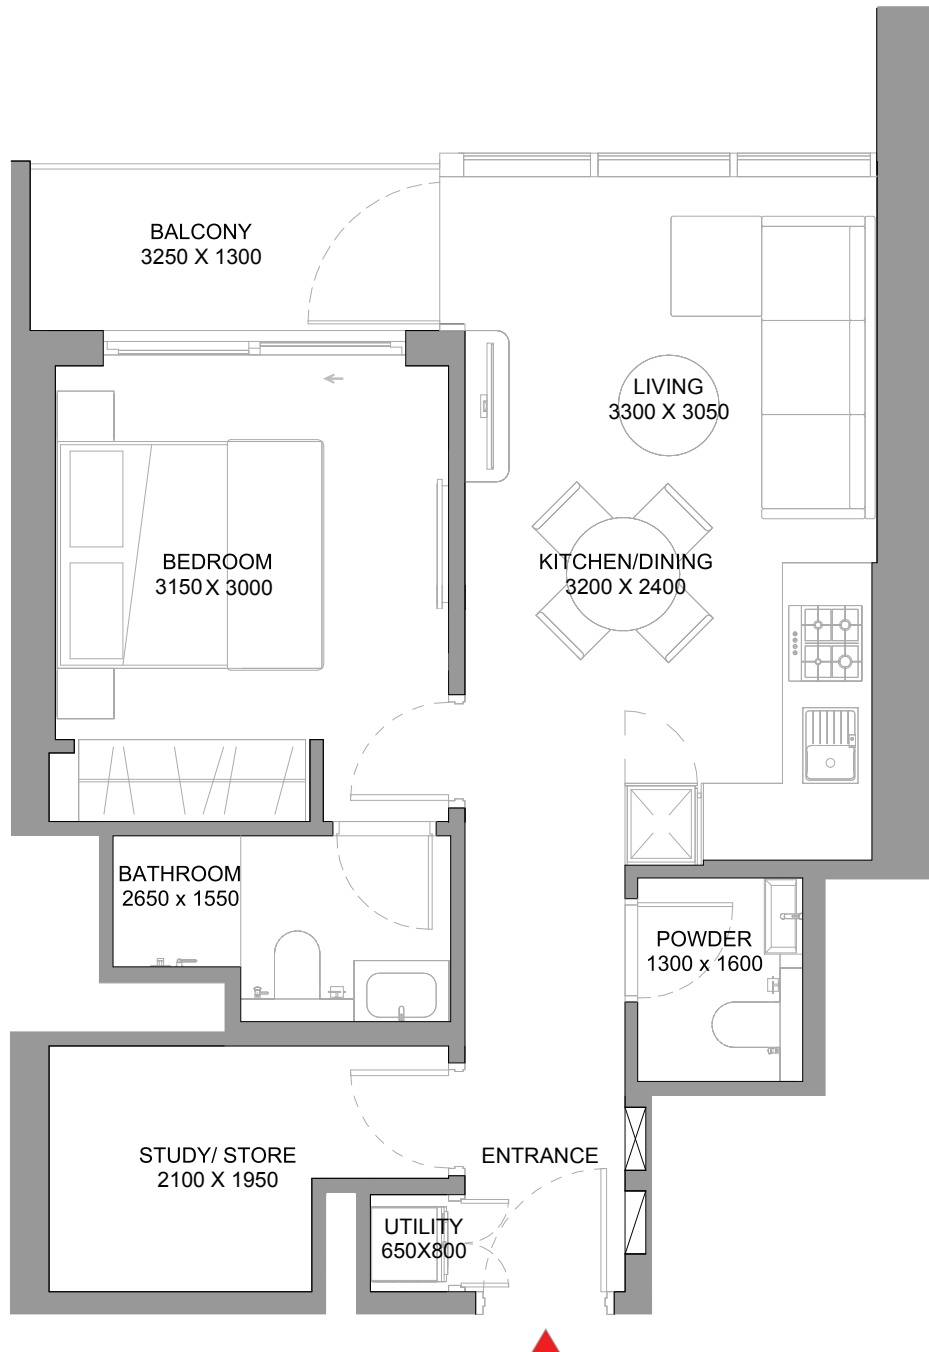 BALCONY
3250 X 1300
LIVING
3300 X 3050
BEDROOM
3150 X 3000
KITCHEN/DINING
3200 X 2400
BATHROOM
2650 x 1550
POWDER
1300 x 1600
STUDY/ STORE
2100 X 1950
ENTRANCE
UTILITY
650X800